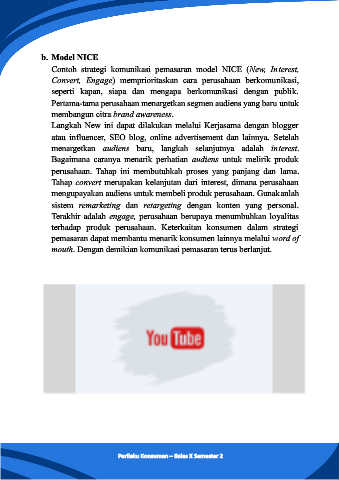 b. Model NICE
Contoh strategi komunikasi pemasaran model NICE (New, Interest,
Convert, Engage) memprioritaskan cara perusahaan berkomunikasi,
seperti kapan, siapa dan mengapa berkomunikasi dengan publik.
Pertama-tama perusahaan menargetkan segmen audiens yang baru untuk
membangun citra brand awareness.
Langkah New ini dapat dilakukan melalui Kerjasama dengan blogger
atau influencer, SEO blog, online advertisement dan lainnya. Setelah
menargetkan audiens baru, langkah selanjutnya adalah interest.
Bagaimana caranya menarik perhatian audiens untuk melirik produk
perusahaan. Tahap ini membutuhkah proses yang panjang dan lama.
Tahap convert merupakan kelanjutan dari interest, dimana perusahaan
mengupayakan audiens untuk membeli produk perusahaan. Gunakanlah
sistem remarketing dan retargeting dengan konten yang personal.
Terakhir adalah engage, perusahaan berupaya menumbuhkan loyalitas
terhadap produk perusahaan. Keterkaitan konsumen dalam strategi
pemasaran dapat membantu menarik konsumen lainnya melalui word of
mouth. Dengan demikian komunikasi pemasaran terus berlanjut.
YouTube
Perilaku Konsumen – Kelas X Semester 2